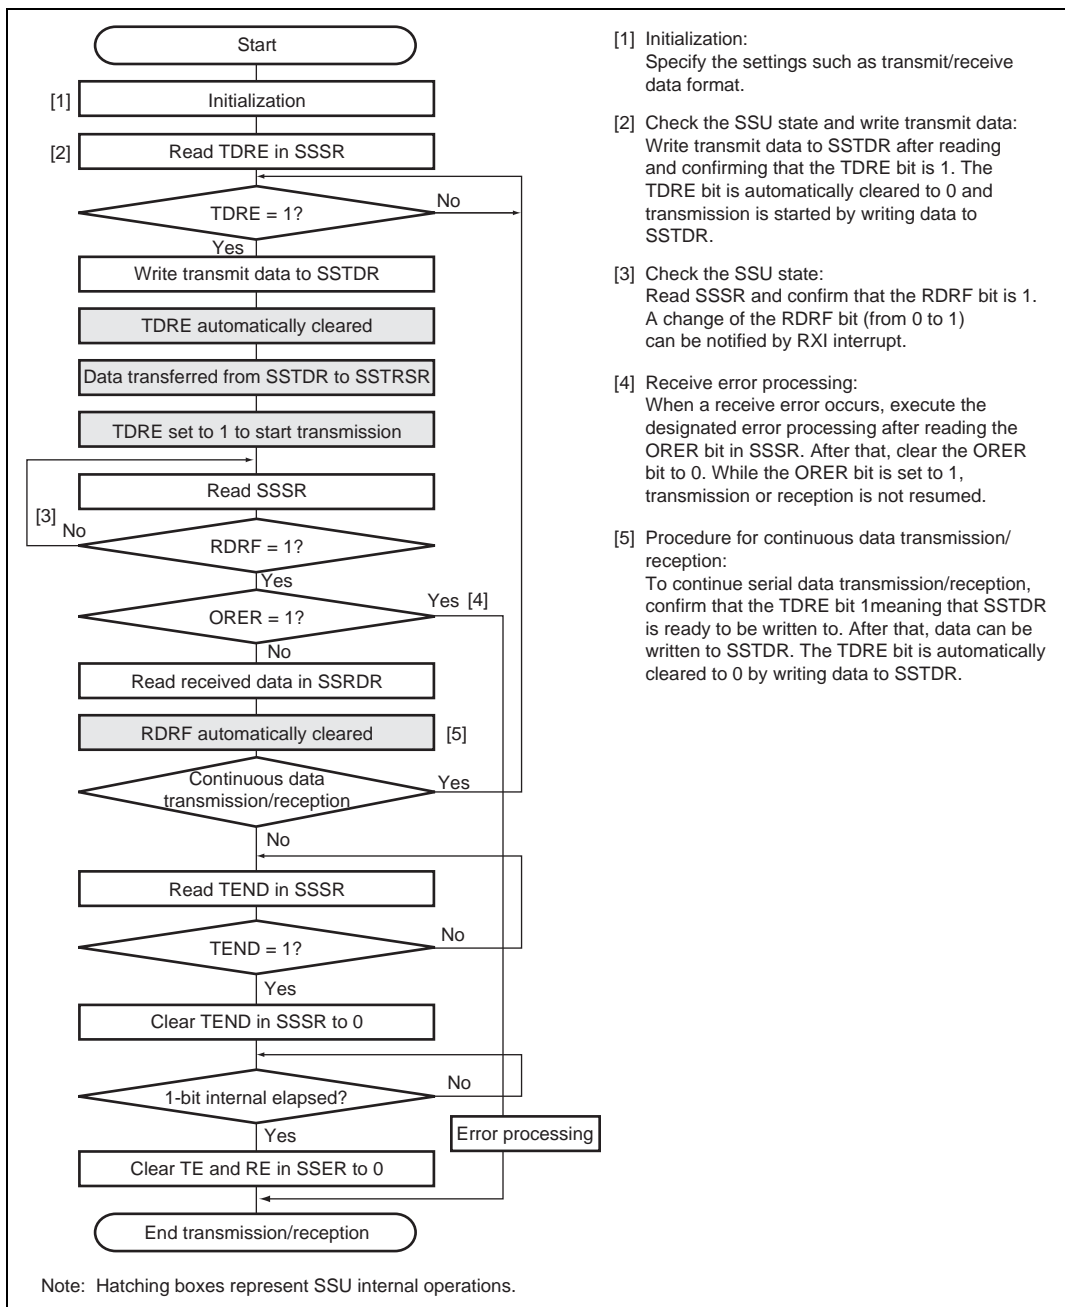 Start
[1] Initialization
[2] Read TDRE in SSSR
TDRE = 1?
No
Yes
Write transmit data to SSTDR
TDRE automatically cleared
Data transferred from SSTDR to SSTRSR
TDRE set to 1 to start transmission
Read SSSR
[3]
No
RDRF = 1?
Yes
ORER = 1?
Yes [4]
No
Read received data in SSRDR
RDRF automatically cleared [5]
Continuous data
transmission/reception
Yes
No
Read TEND in SSSR
TEND = 1?
No
Yes
Clear TEND in SSSR to 0
1-bit internal elapsed?
No
Yes
Error processing
Clear TE and RE in SSER to 0
End transmission/reception
[1] Initialization:
Specify the settings such as transmit/receive
data format.
[2] Check the SSU state and write transmit data:
Write transmit data to SSTDR after reading
and confirming that the TDRE bit is 1. The
TDRE bit is automatically cleared to 0 and
transmission is started by writing data to
SSTDR.
[3] Check the SSU state:
Read SSSR and confirm that the RDRF bit is 1.
A change of the RDRF bit (from 0 to 1)
can be notified by RXI interrupt.
[4] Receive error processing:
When a receive error occurs, execute the
designated error processing after reading the
ORER bit in SSSR. After that, clear the ORER
bit to 0. While the ORER bit is set to 1,
transmission or reception is not resumed.
[5] Procedure for continuous data transmission/
reception:
To continue serial data transmission/reception,
confirm that the TDRE bit 1meaning that SSTDR
is ready to be written to. After that, data can be
written to SSTDR. The TDRE bit is automatically
cleared to 0 by writing data to SSTDR.
Note: Hatching boxes represent SSU internal operations.